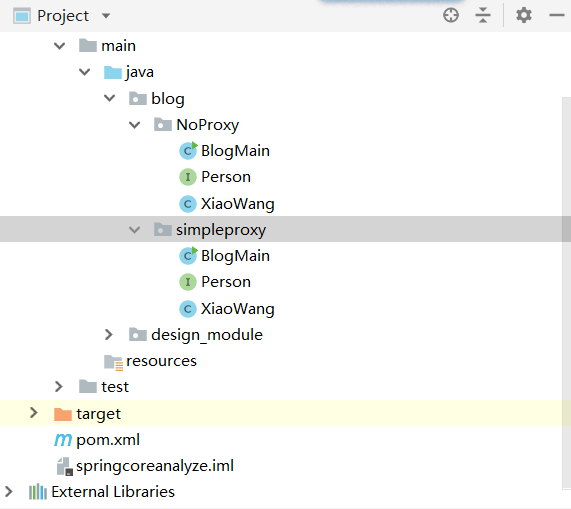 Project
main
java
blog
NoProxy
BlogMain
Person
XiaoWang
simpleproxy
BlogMain
Person
XiaoWang
design_module
resources
test
target
pom.xml
springcoreanalyze.iml
External Libraries